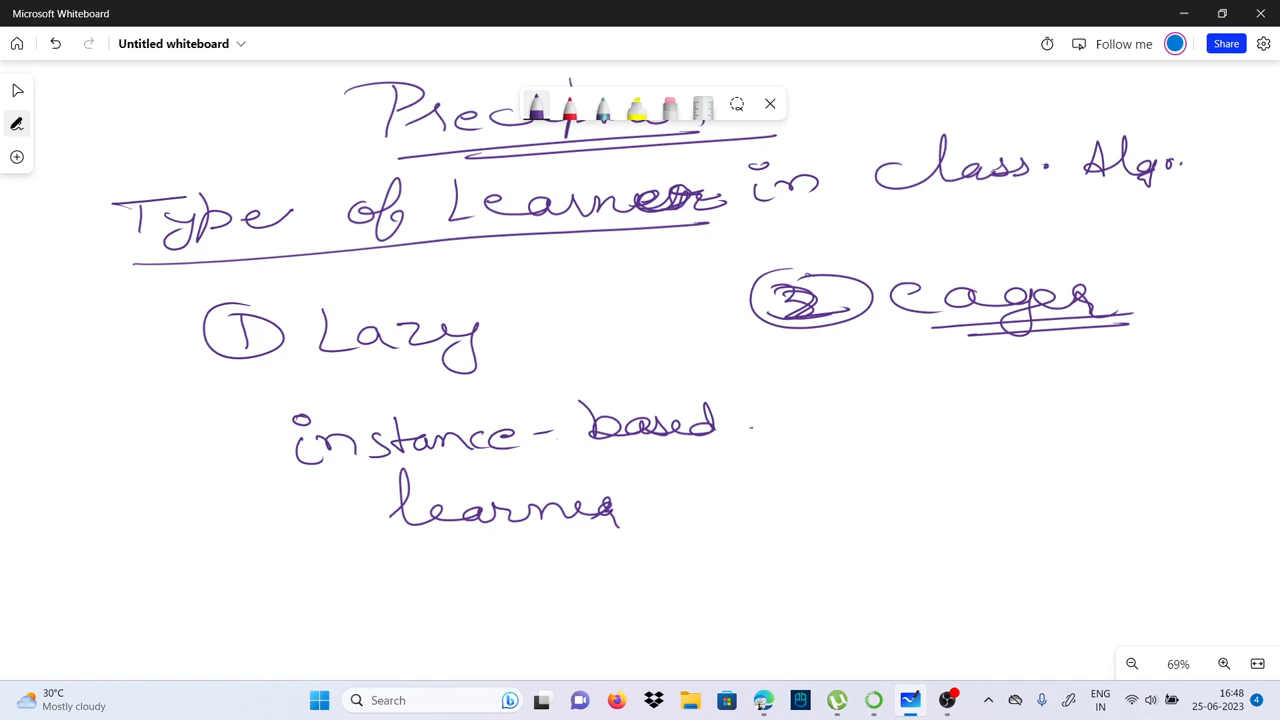 Microsoft Whiteboard
Untitled whiteboard
Follow me
Share
Type of Learner in class. Algo.
① Lazy
② eager
instance-based
learner
69%
30°C
Mostly cloudy
Search
ENG
IN
16:48
25-06-2023
4